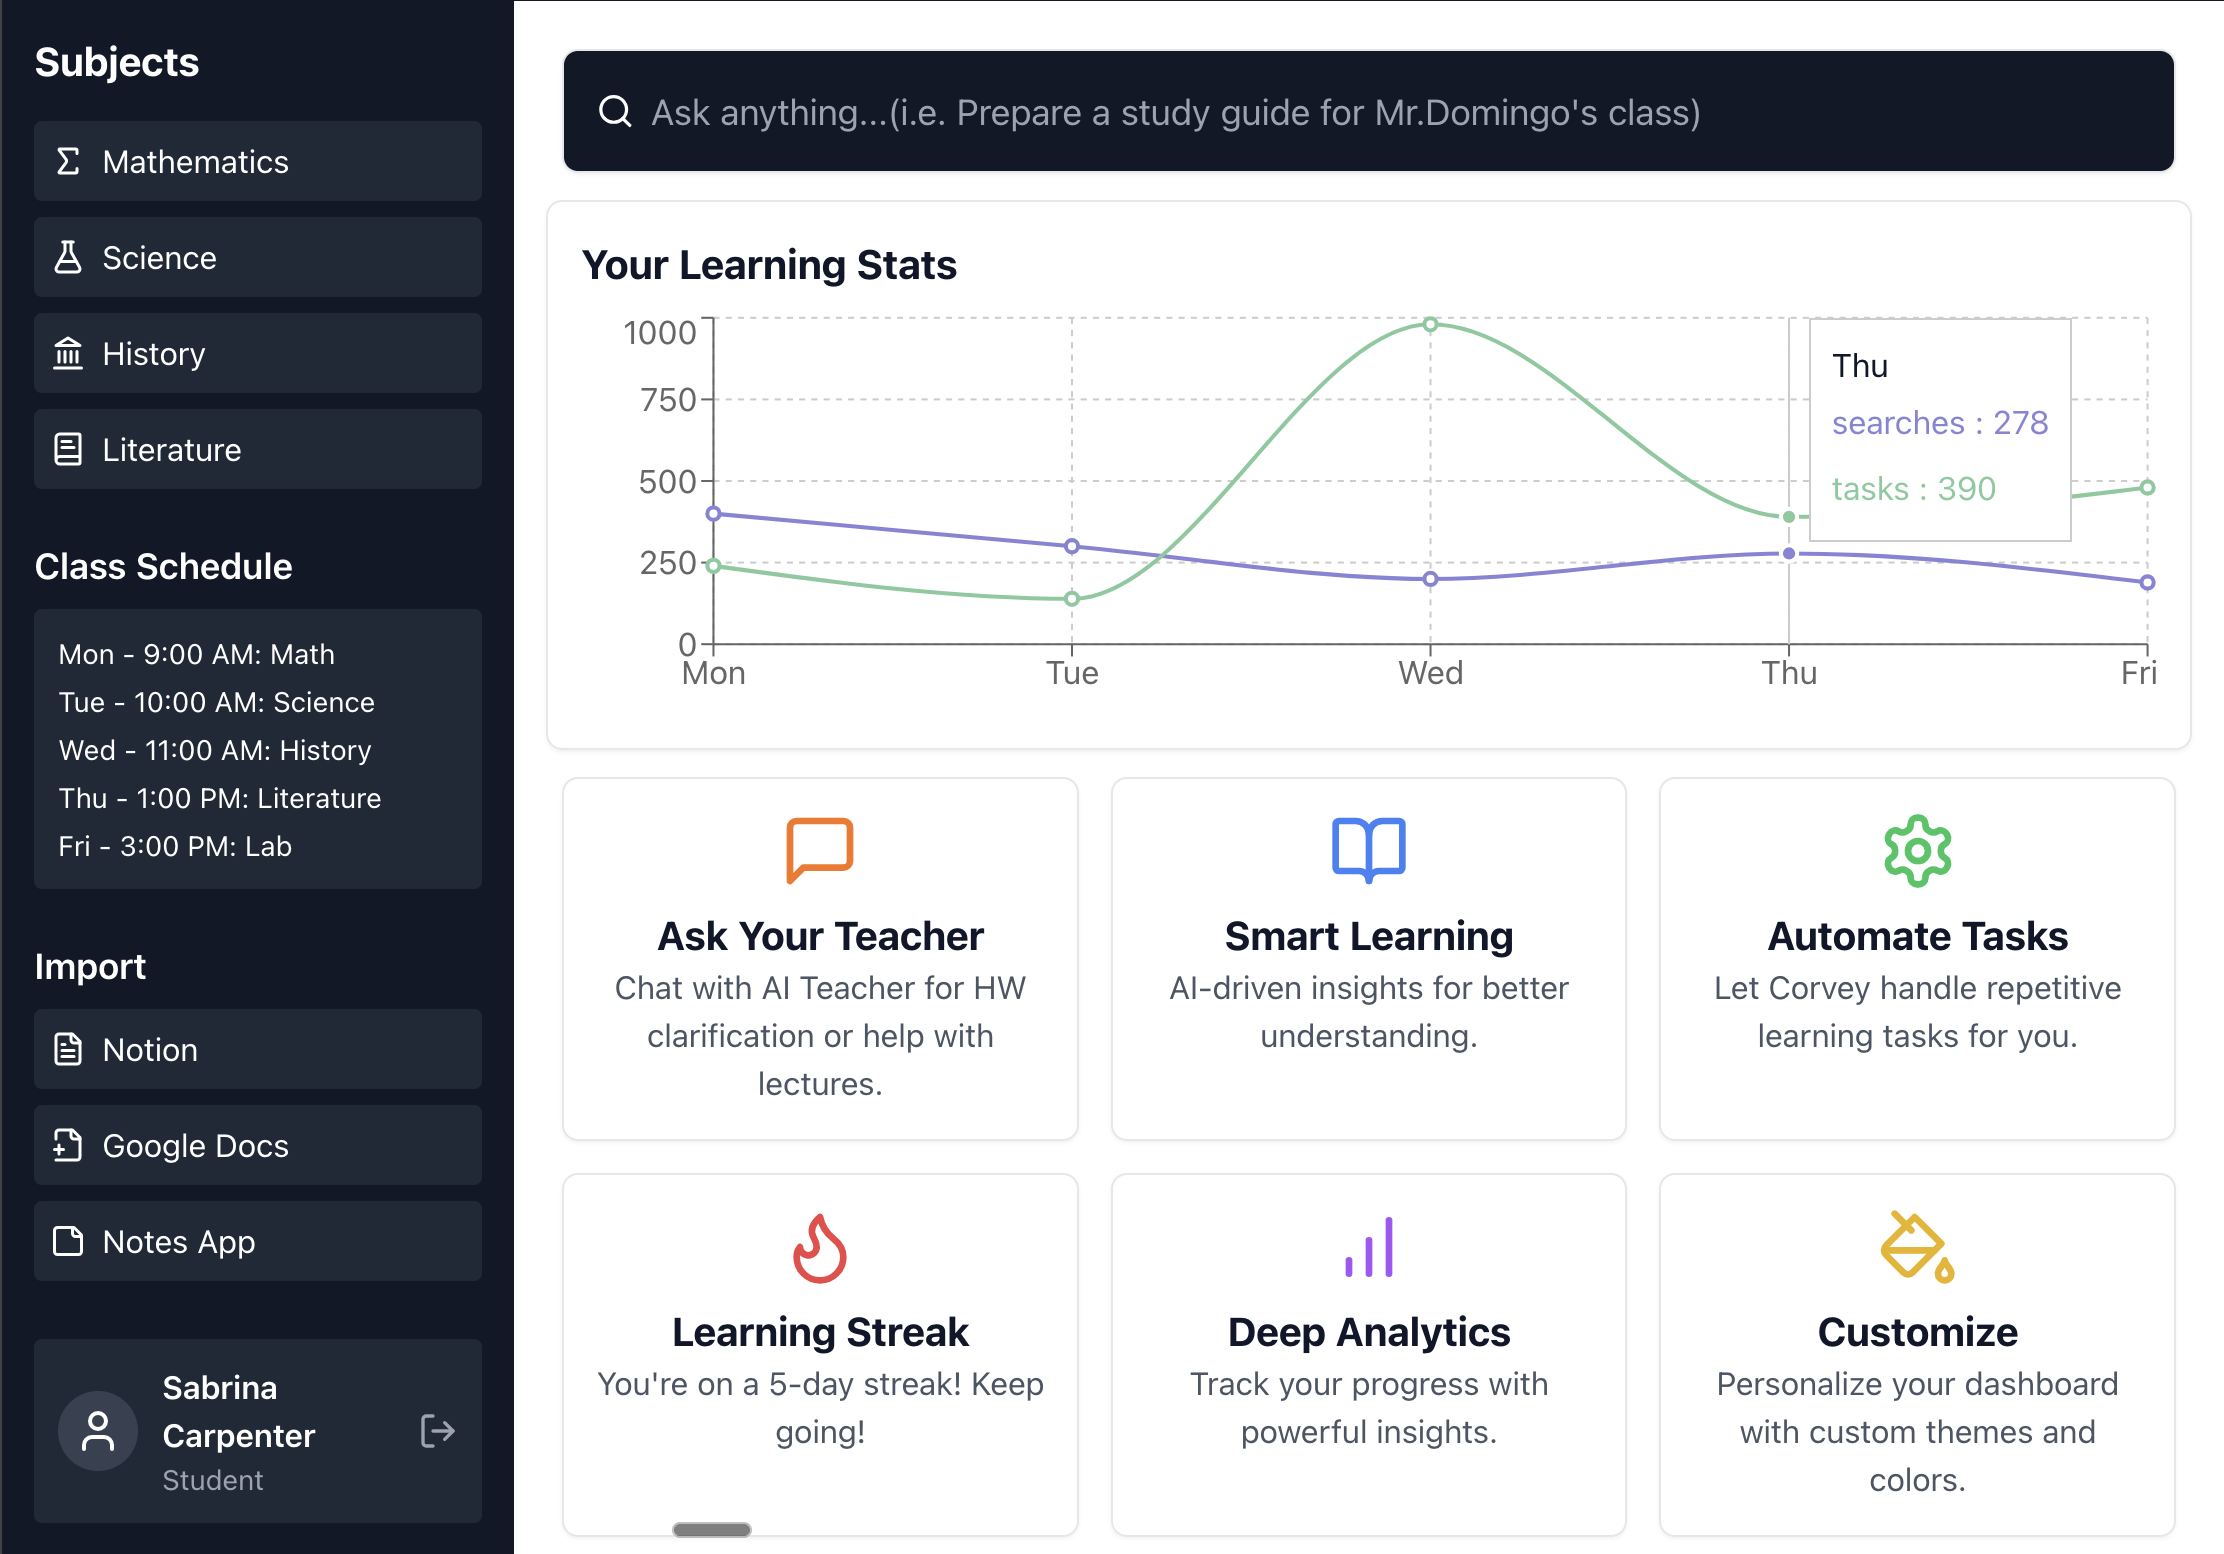 Subjects
Mathematics
Science
History
Literature
Class Schedule
Mon - 9:00 AM: Math
Tue - 10:00 AM: Science
Wed - 11:00 AM: History
Thu - 1:00 PM: Literature
Fri - 3:00 PM: Lab
Import
Notion
Google Docs
Notes App
Sabrina
Carpenter
Student
Ask anything...(i.e. Prepare a study guide for Mr.Domingo's class)
Your Learning Stats
1000
750
500
250
0
Mon
Tue
Wed
Thu
Fri
Thu
searches : 278
tasks : 390
Ask Your Teacher
Chat with AI Teacher for HW
clarification or help with
lectures.
Smart Learning
AI-driven insights for better
understanding.
Automate Tasks
Let Corvey handle repetitive
learning tasks for you.
Learning Streak
You're on a 5-day streak! Keep
going!
Deep Analytics
Track your progress with
powerful insights.
Customize
Personalize your dashboard
with custom themes and
colors.